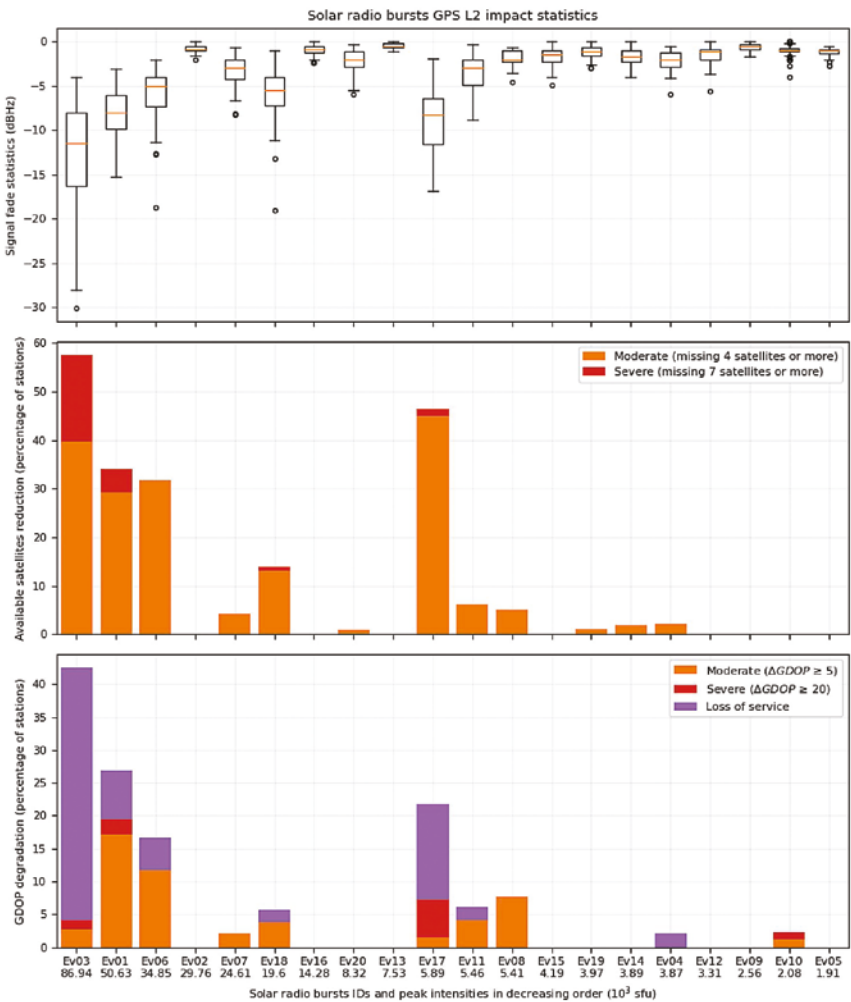 Solar radio bursts GPS L2 impact statistics
Signal fade statistics (dBHz)
0
−5
−10
−15
−20
−25
−30
Available satellites reduction (percentage of stations)
60
50
40
30
20
10
0
Moderate (missing 4 satellites or more)
Severe (missing 7 satellites or more)
GDOP degradation (percentage of stations)
40
35
30
25
20
15
10
5
0
Moderate (ΔGDOP ≥ 5)
Severe (ΔGDOP ≥ 20)
Loss of service
Ev03 Ev01 Ev06 Ev02 Ev07 Ev18 Ev16 Ev20 Ev13 Ev17 Ev11 Ev08 Ev15 Ev19 Ev14 Ev04 Ev12 Ev09 Ev10 Ev05
86.94 50.63 34.85 29.76 24.61 19.6 14.28 8.32 7.53 5.89 5.46 5.41 4.19 3.97 3.89 3.87 3.31 2.56 2.08 1.91
Solar radio bursts IDs and peak intensities in decreasing order (10³ sfu)